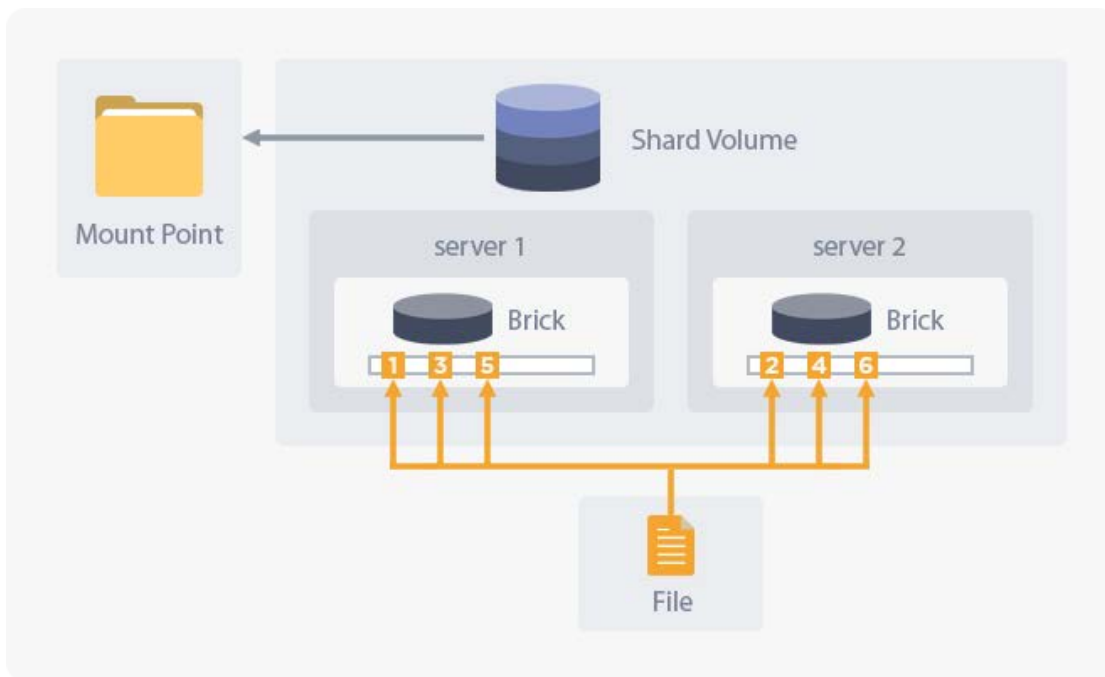 Shard Volume
Mount Point
server 1
server 2
Brick
Brick
1 3 5
2 4 6
File